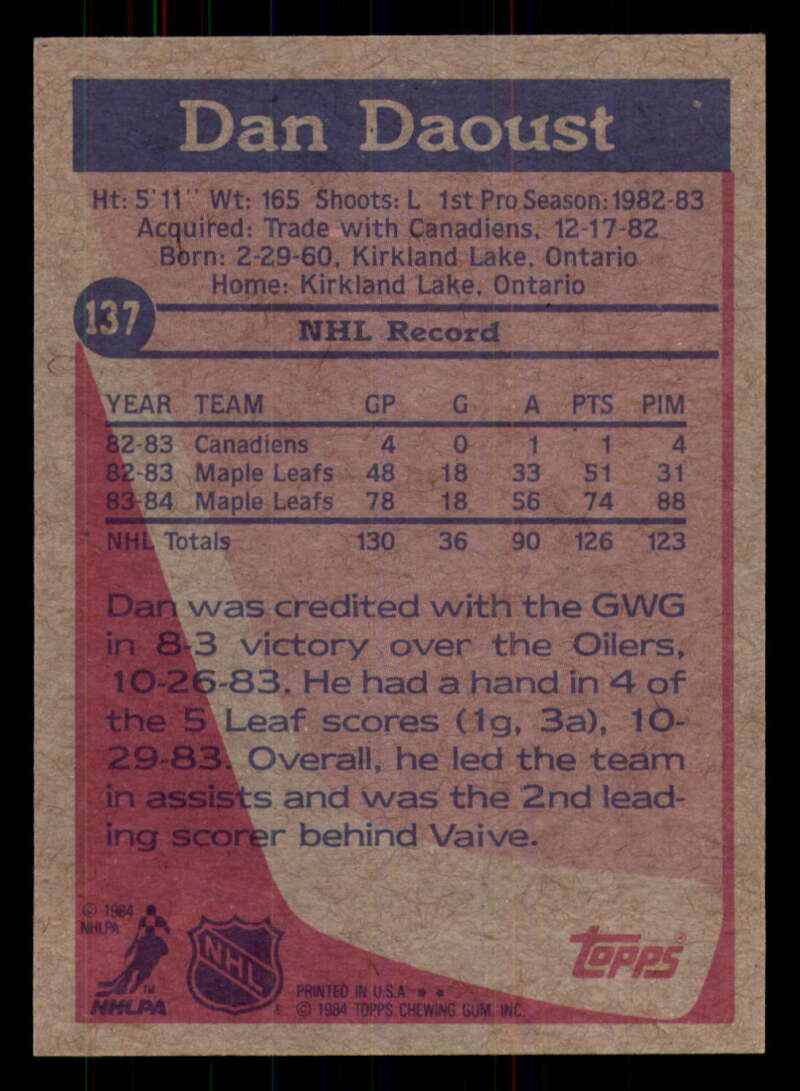 Dan Daoust
Ht: 5'11" Wt: 165 Shoots: L 1st Pro Season: 1982-83
Acquired: Trade with Canadiens, 12-17-82
Born: 2-29-60, Kirkland Lake, Ontario
Home: Kirkland Lake, Ontario
137
NHL Record
YEAR TEAM GP G A PTS PIM
82-83 Canadiens 4 0 1 1 4
82-83 Maple Leafs 48 18 33 51 31
83-84 Maple Leafs 78 18 56 74 88
NHL Totals 130 36 90 126 123
Dan was credited with the GWG
in 8-3 victory over the Oilers,
10-26-83. He had a hand in 4 of
the 5 Leaf scores (1g, 3a), 10-
29-83. Overall, he led the team
in assists and was the 2nd lead-
ing scorer behind Vaive.
© 1984
NHLPA
TM
NHLPA
NHL
®
topps®
PRINTED IN U.S.A. * *
© 1984 TOPPS CHEWING GUM, INC.